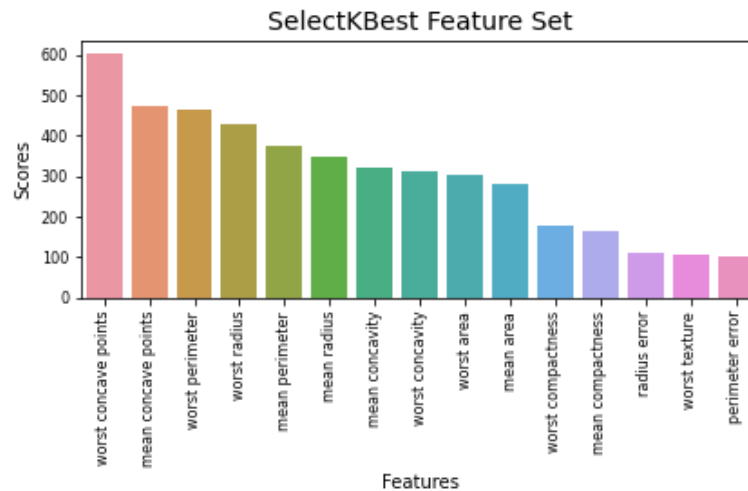 SelectKBest Feature Set
Scores
600
500
400
300
200
100
0
worst concave points
mean concave points
worst perimeter
worst radius
mean perimeter
mean radius
mean concavity
worst concavity
worst area
mean area
worst compactness
mean compactness
radius error
worst texture
perimeter error
Features